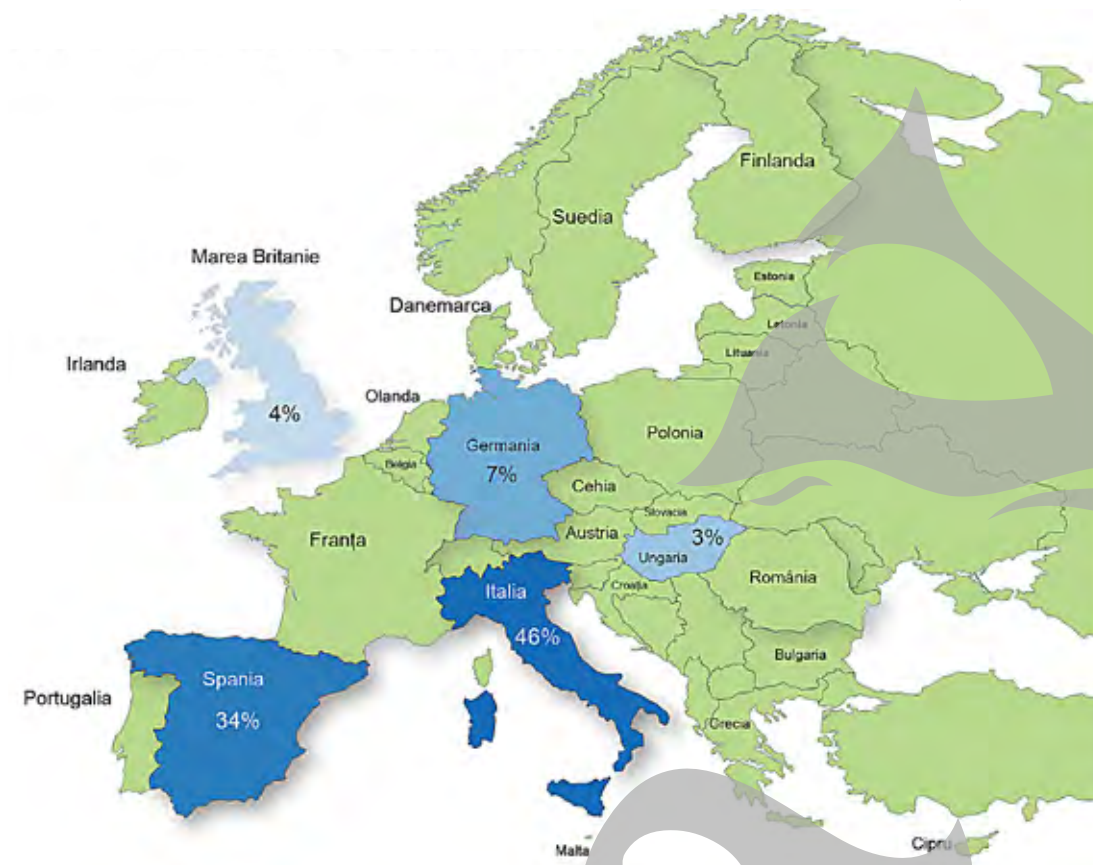 Finlanda
Suedia
Marea Britanie
Estonia
Danemarca
Letonia
Lituania
Irlanda
Olanda
4%
Germania
Polonia
Belgia
7%
Cehia
Slovacia
Franța
Austria
3%
Ungaria
România
Croația
Italia
46%
Bulgaria
Spania
Portugalia
34%
Grecia
Cipru
Malta